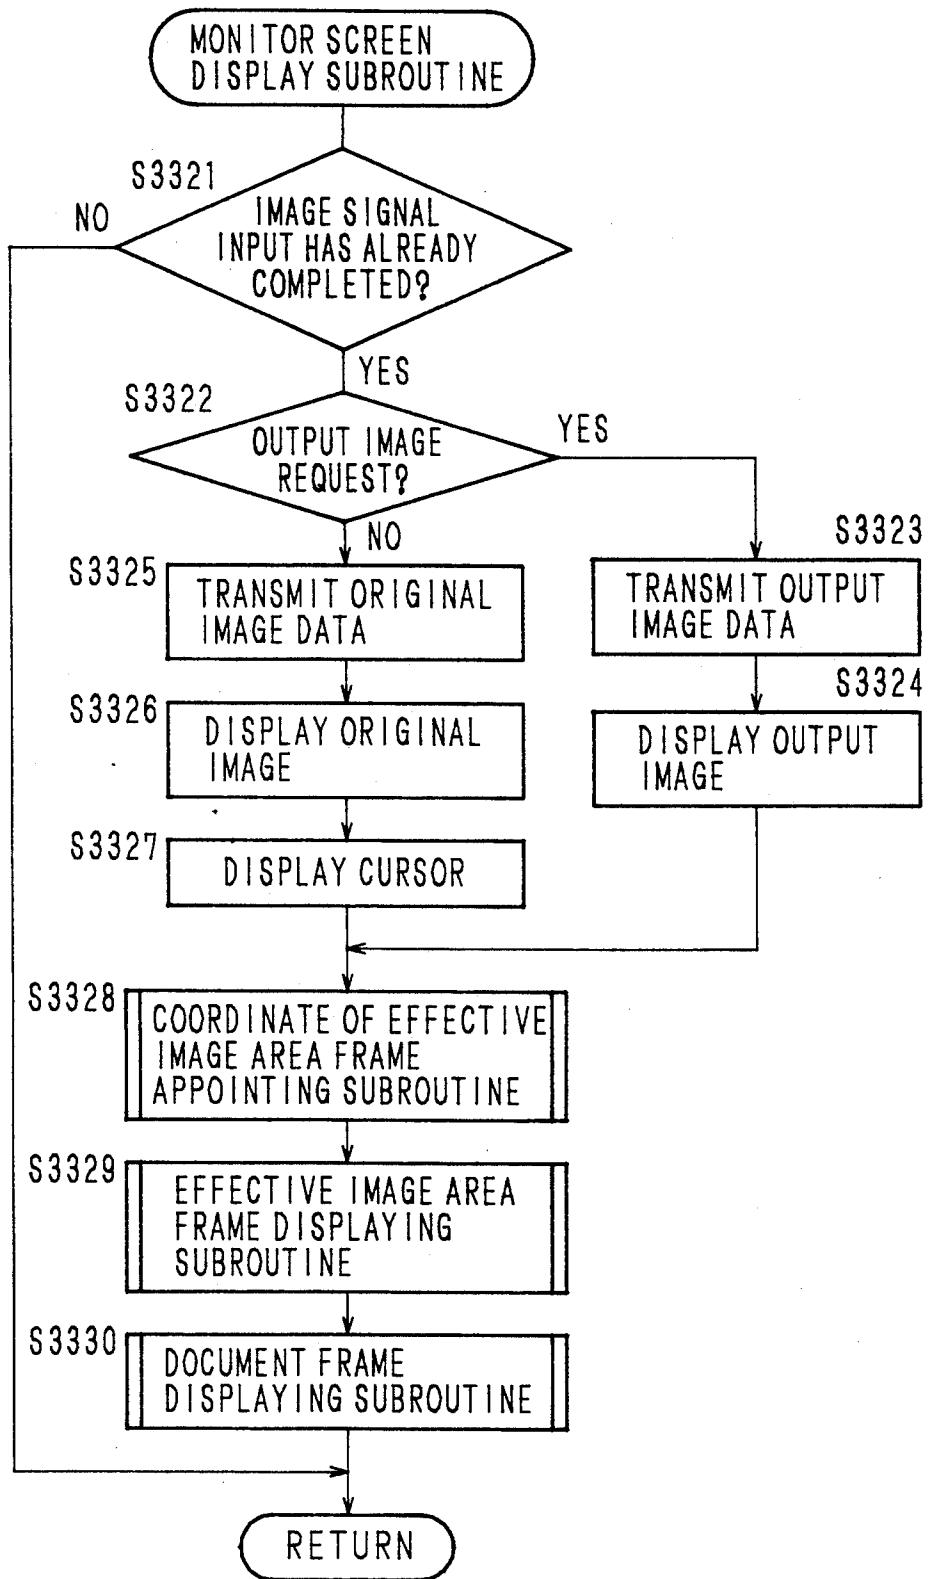 MONITOR SCREEN
DISPLAY SUBROUTINE
S3321
NO
IMAGE SIGNAL
INPUT HAS ALREADY
COMPLETED?
YES
S3322
OUTPUT IMAGE
REQUEST?
YES
NO
S3323
S3325
TRANSMIT ORIGINAL
IMAGE DATA
TRANSMIT OUTPUT
IMAGE DATA
S3324
S3326
DISPLAY ORIGINAL
IMAGE
DISPLAY OUTPUT
IMAGE
S3327
DISPLAY CURSOR
S3328
COORDINATE OF EFFECTIVE
IMAGE AREA FRAME
APPOINTING SUBROUTINE
S3329
EFFECTIVE IMAGE AREA
FRAME DISPLAYING
SUBROUTINE
S3330
DOCUMENT FRAME
DISPLAYING SUBROUTINE
RETURN